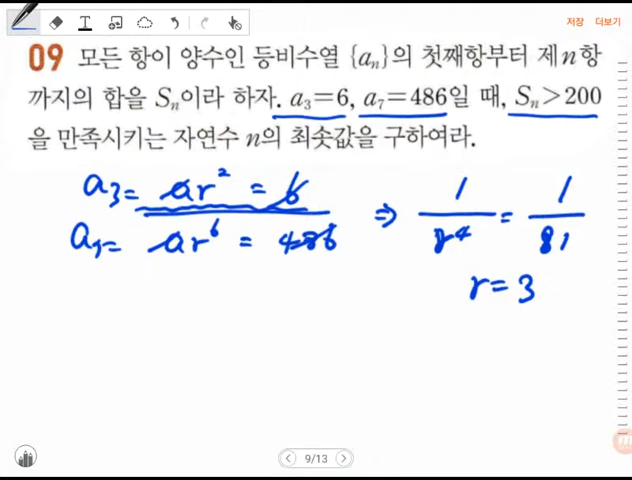 저장 더보기
09 모든 항이 양수인 등비수열 {aₙ}의 첫째항부터 제n항
까지의 합을 Sₙ이라 하자. a₃=6, a₇=486일 때, Sₙ>200
을 만족시키는 자연수 n의 최솟값을 구하여라.
a₃= ar² = 6
a₇= ar⁶ = 486
⇒ 1/r⁴ = 1/81
r=3
9/13